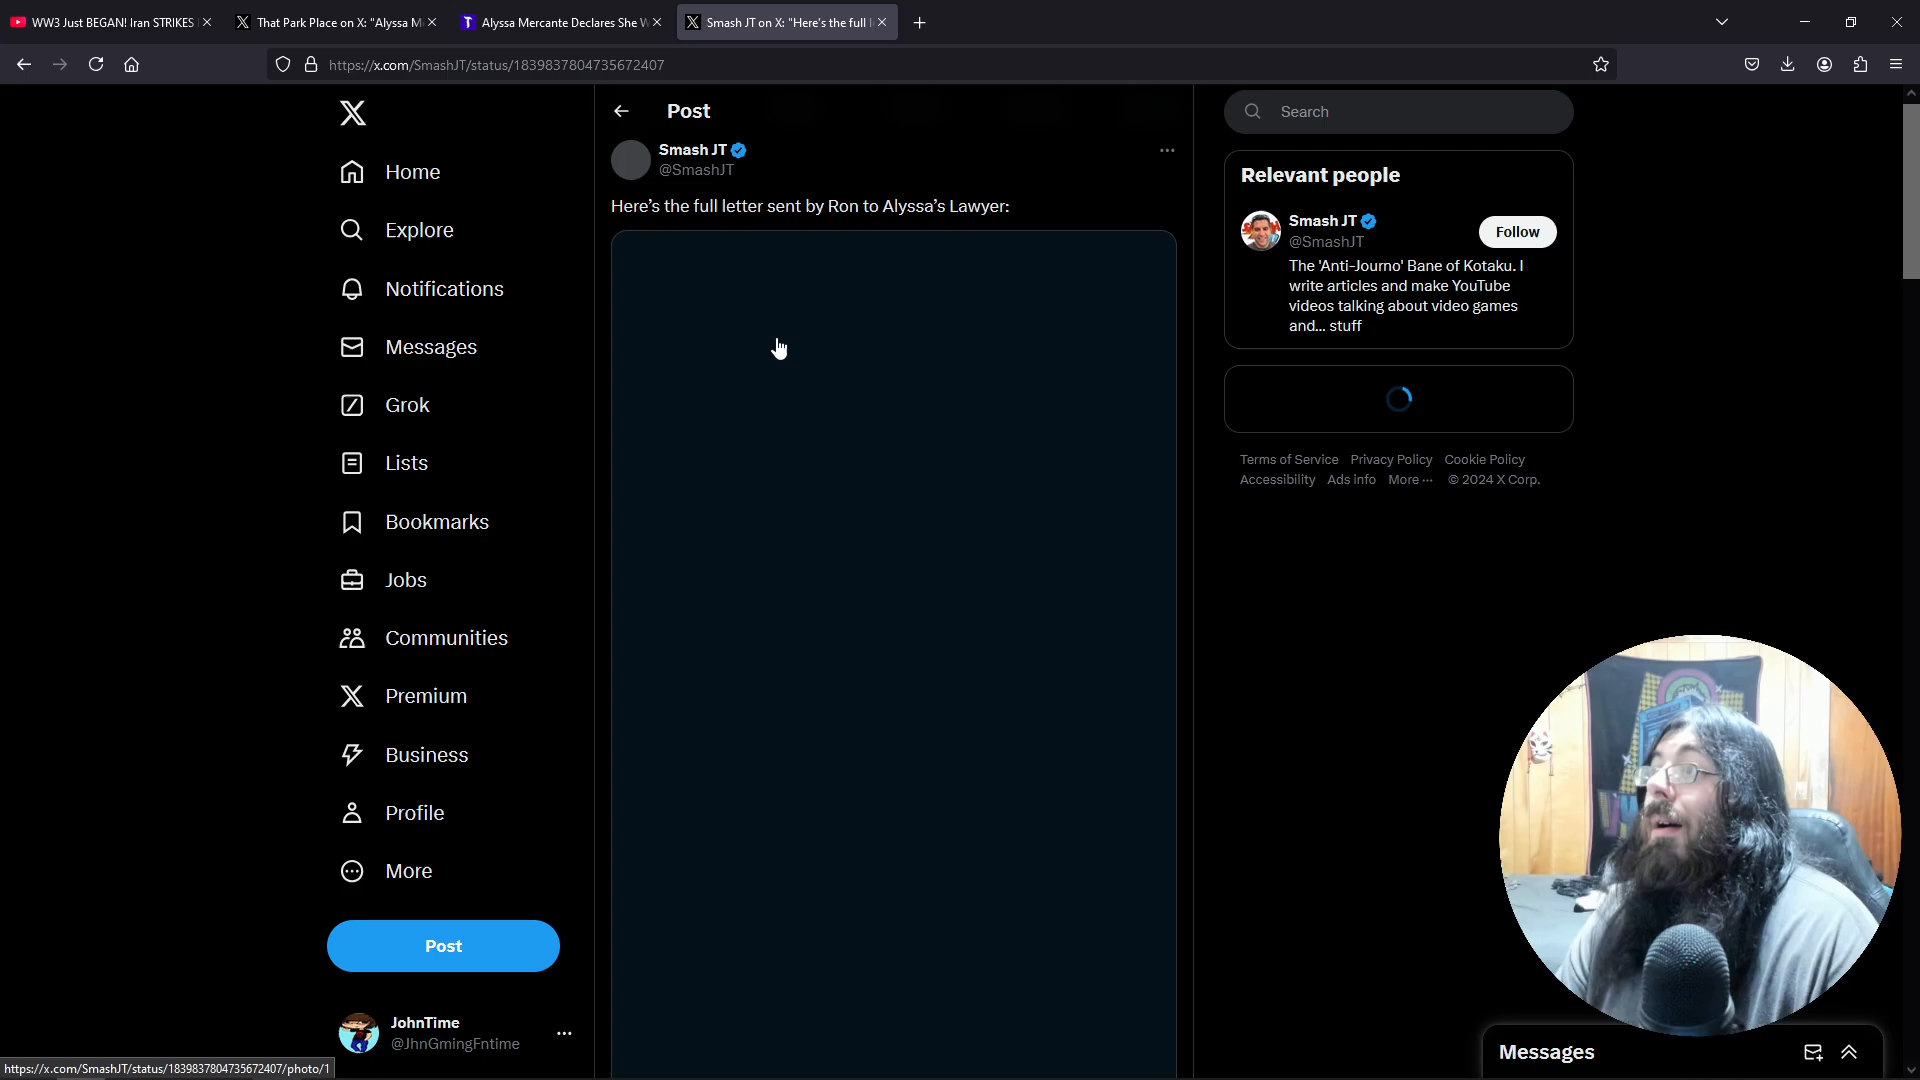 WW3 Just BEGAN! Iran STRIKES
That Park Place on X: "Alyssa M
Alyssa Mercante Declares She W
Smash JT on X: "Here's the full l
https://x.com/SmashJT/status/1839837804735672407
Home
Explore
Notifications
Messages
Grok
Lists
Bookmarks
Jobs
Communities
Premium
Business
Profile
More
Post
JohnTime
@JhnGmingFntime
https://x.com/SmashJT/status/1839837804735672407/photo/1
Post
Smash JT
@SmashJT
Here's the full letter sent by Ron to Alyssa's Lawyer:
Search
Relevant people
Smash JT
@SmashJT
Follow
The 'Anti-Journo' Bane of Kotaku. I
write articles and make YouTube
videos talking about video games
and... stuff
Terms of Service Privacy Policy Cookie Policy
Accessibility Ads info More ··· © 2024 X Corp.
Messages